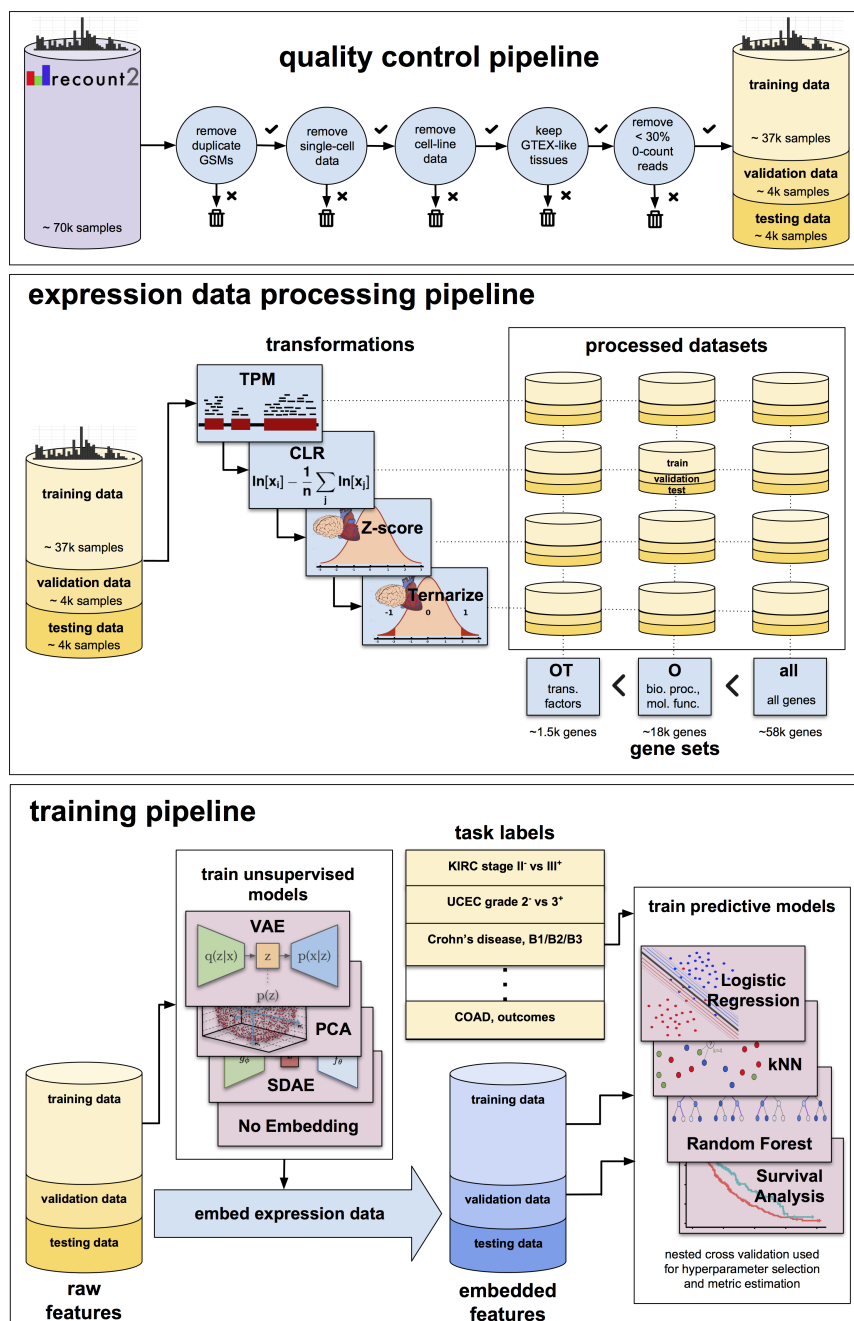 quality control pipeline
recount2
~ 70k samples
remove
duplicate
GSMs
remove
single-cell
data
remove
cell-line
data
keep
GTEX-like
tissues
remove
< 30%
0-count
reads
training data
~ 37k samples
validation data
~ 4k samples
testing data
~ 4k samples
expression data processing pipeline
transformations
TPM
CLR
ln[xᵢ] − 1/n ∑ⱼ ln[xⱼ]
Z-score
Ternarize
-1 0 1
training data
~ 37k samples
validation data
~ 4k samples
testing data
~ 4k samples
processed datasets
train
validation
test
OT
trans.
factors
<
O
bio. proc.,
mol. func.
<
all
all genes
~1.5k genes
~18k genes
~58k genes
gene sets
training pipeline
train unsupervised
models
VAE
q(z|x) z p(x|z)
p(z)
PCA
SDAE
No Embedding
task labels
KIRC stage II⁻ vs III⁺
UCEC grade 2⁻ vs 3⁺
Crohn's disease, B1/B2/B3
COAD, outcomes
train predictive models
Logistic
Regression
kNN
Random Forest
Survival
Analysis
nested cross validation used
for hyperparameter selection
and metric estimation
training data
validation data
testing data
raw
features
embed expression data
training data
validation data
testing data
embedded
features